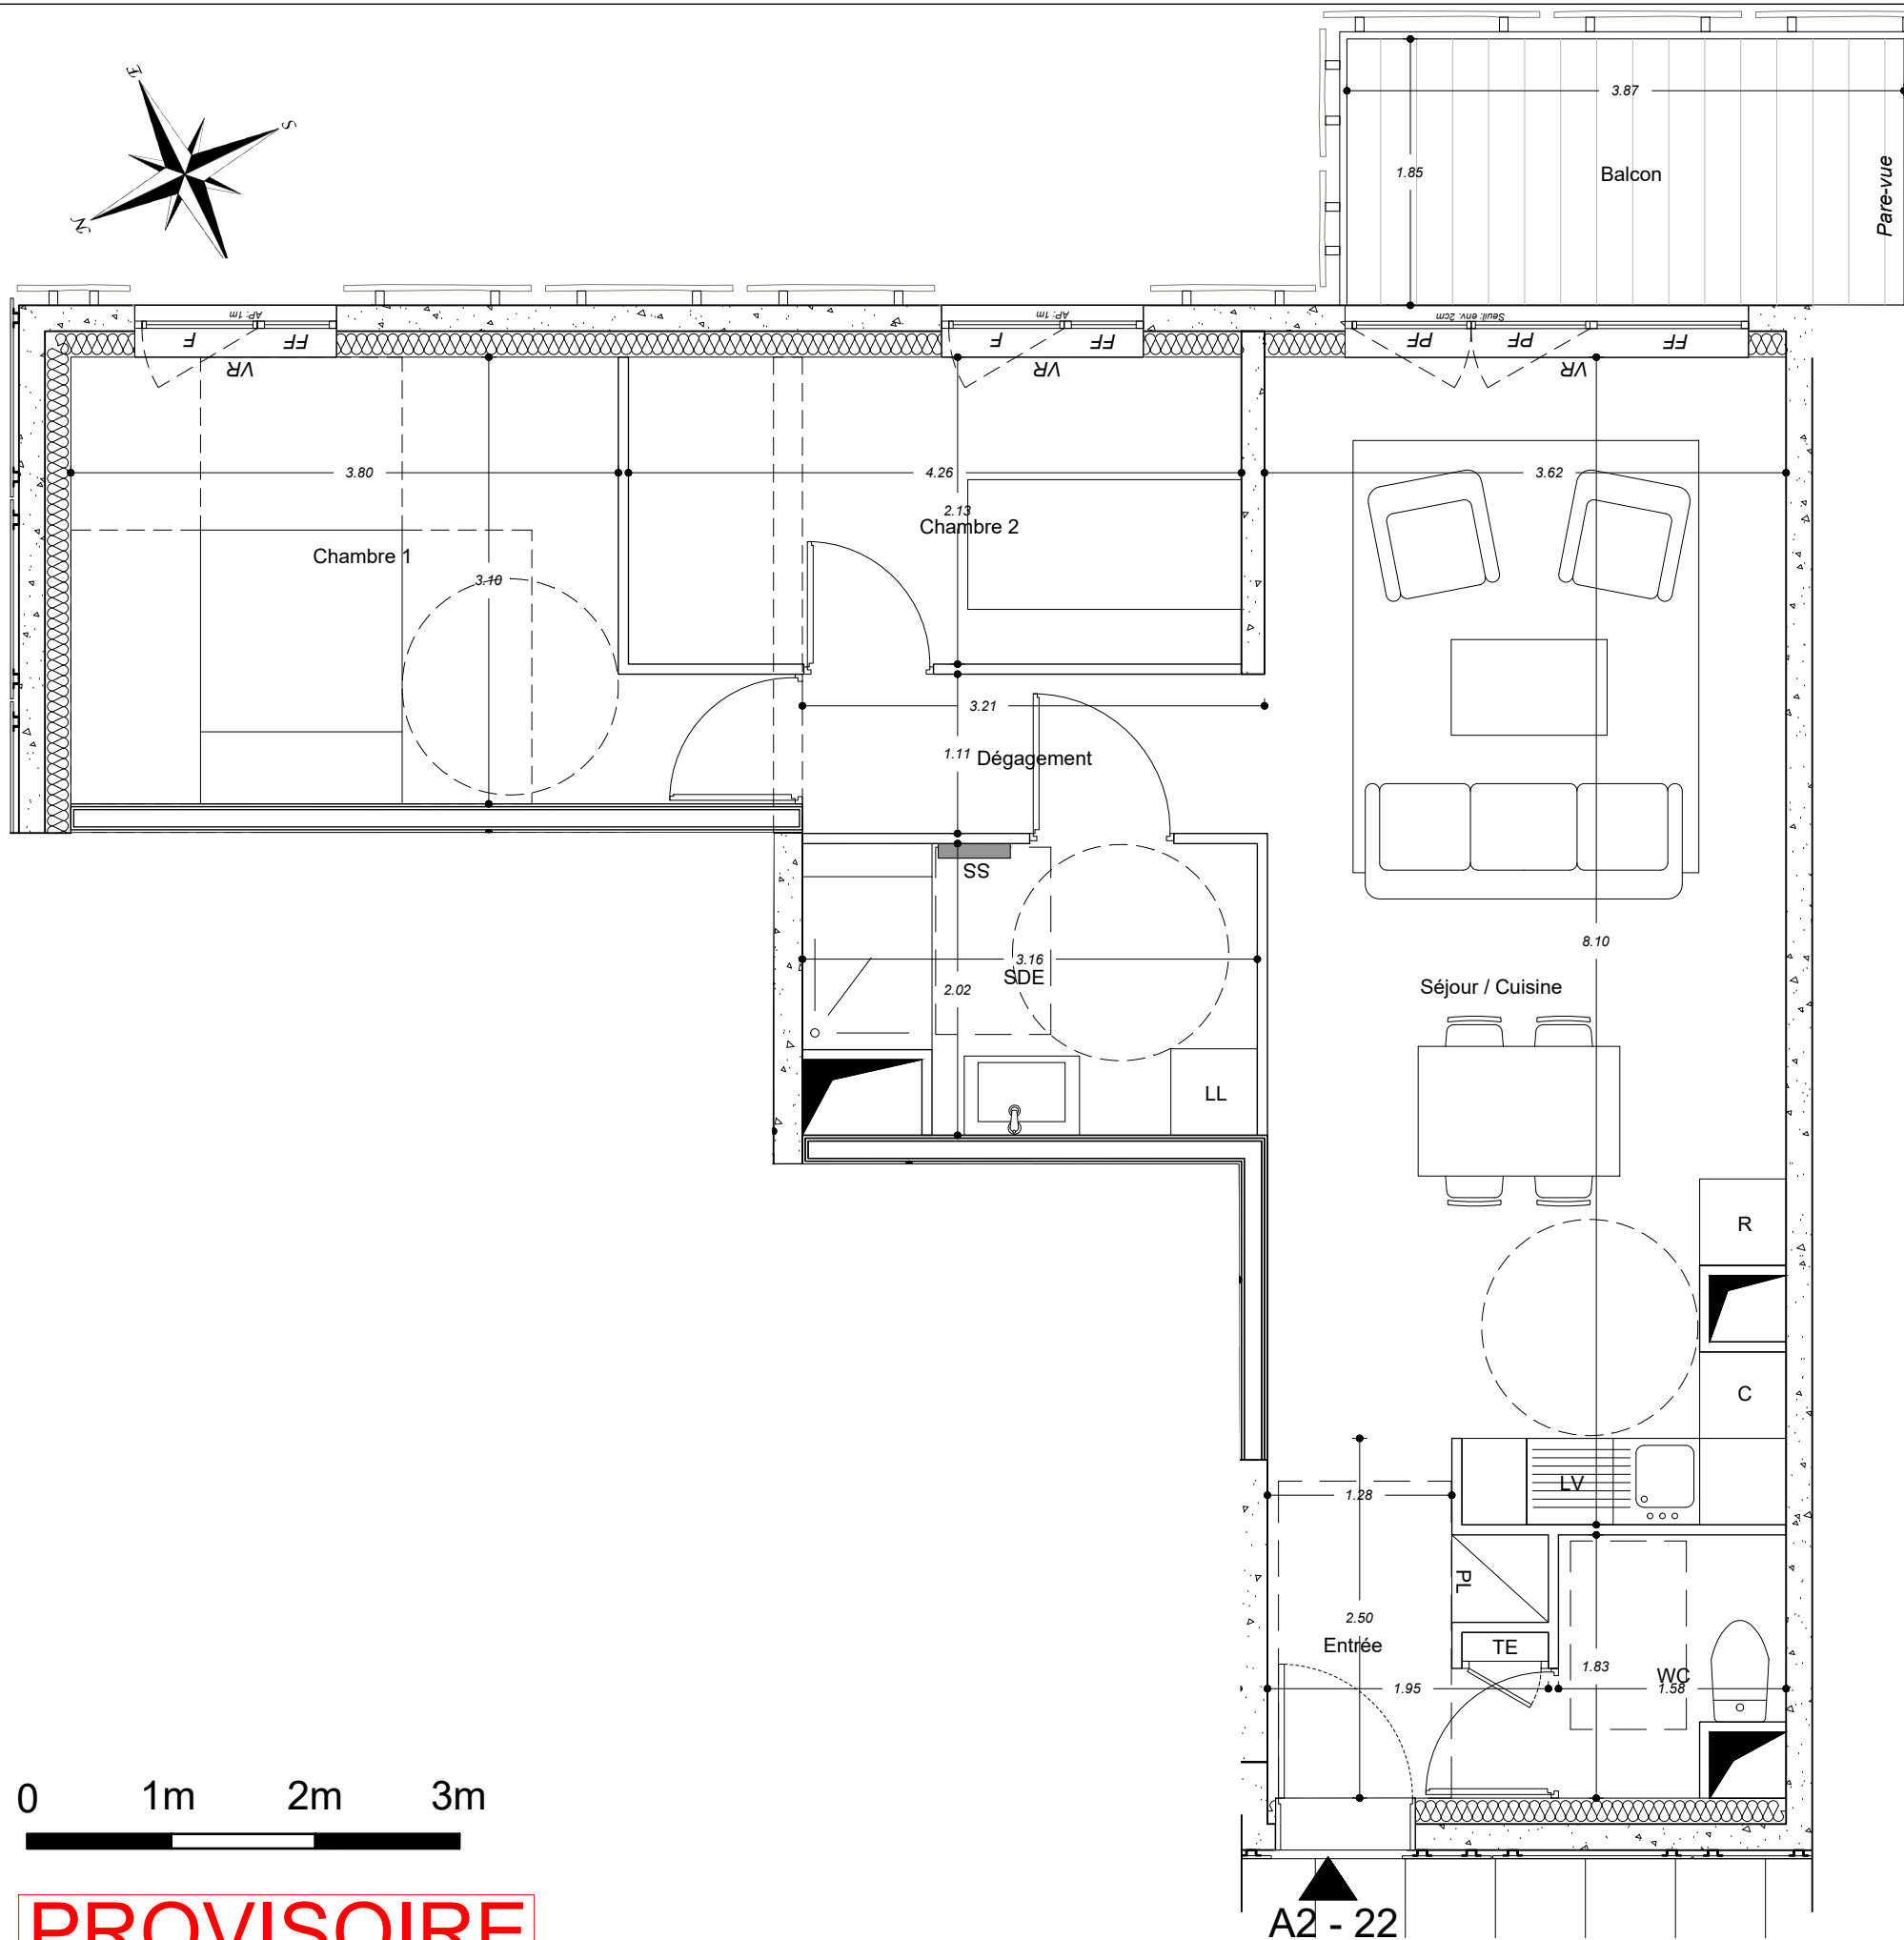 E
S
N
3.87
1.85
Balcon
Pare-vue
AP: 1m
F
FF
VR
AP: 1m
F
FF
VR
Seuil: env. 2cm
PF
PF
FF
VR
3.80
4.26
3.62
2.13
Chambre 2
Chambre 1
3.10
3.21
1.11
Dégagement
SS
3.16
SDE
2.02
8.10
Séjour / Cuisine
LL
R
C
LV
1.28
PL
2.50
Entrée
TE
1.83
WC
1.95
1.58
0 1m 2m 3m
PROVISOIRE
A2 - 22